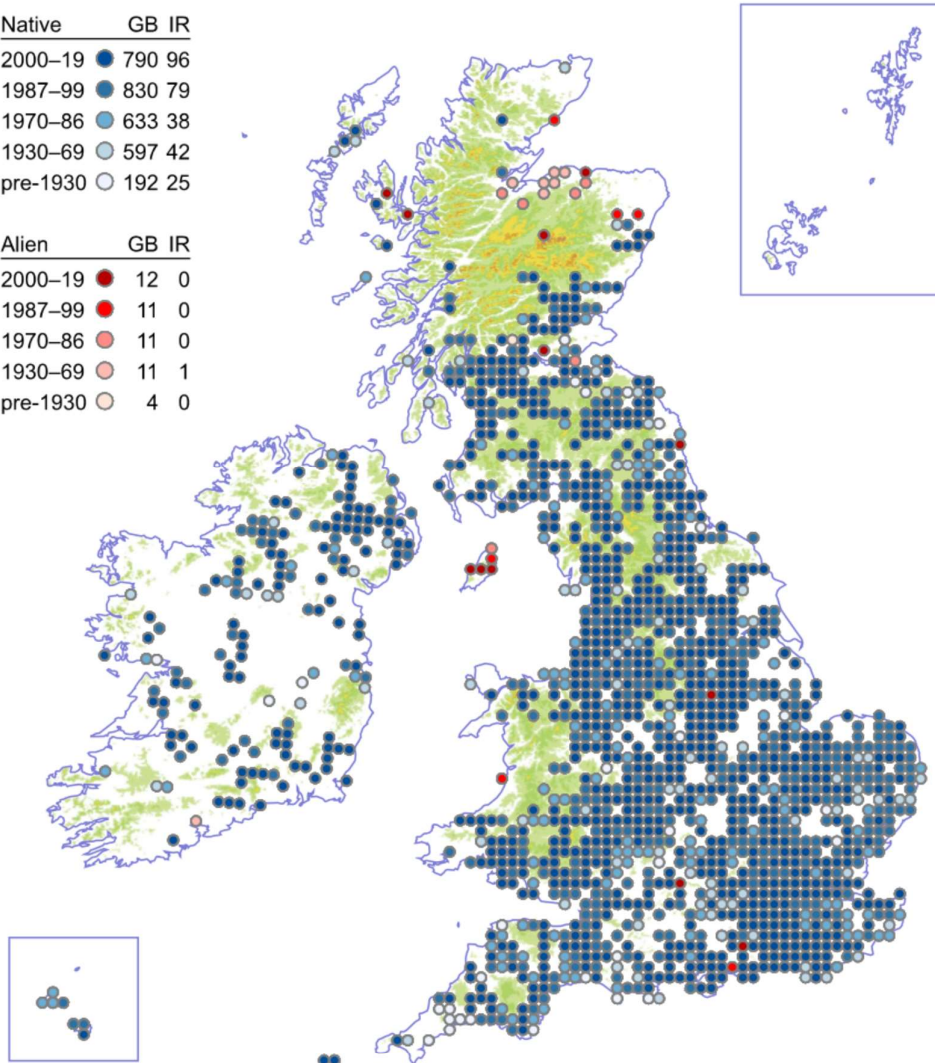 Native GB IR
2000–19 790 96
1987–99 830 79
1970–86 633 38
1930–69 597 42
pre-1930 192 25
Alien GB IR
2000–19 12 0
1987–99 11 0
1970–86 11 0
1930–69 11 1
pre-1930 4 0